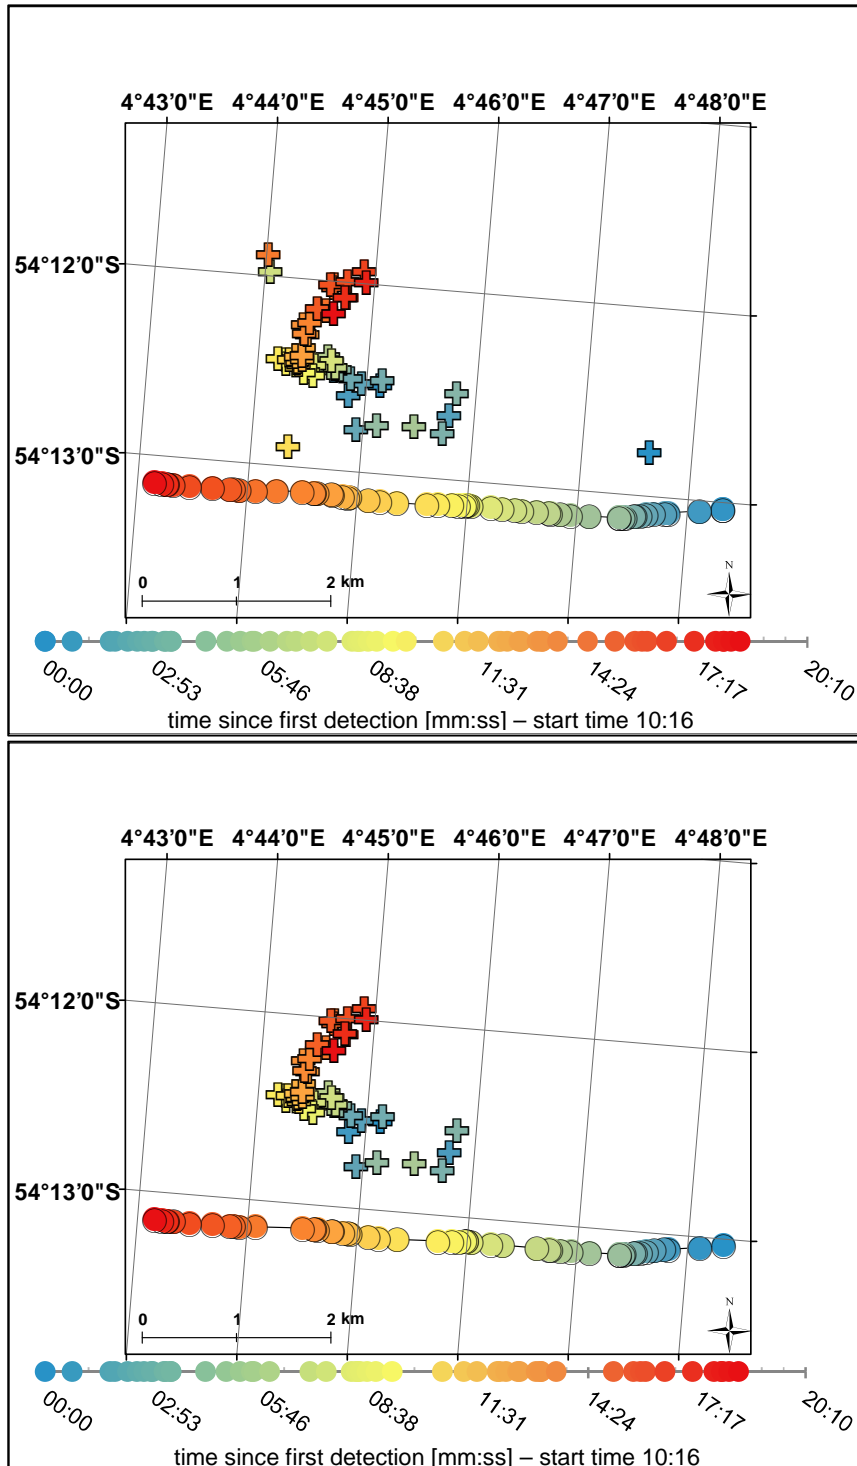 4°43'0"E 4°44'0"E 4°45'0"E 4°46'0"E 4°47'0"E 4°48'0"E
54°12'0"S
54°13'0"S
N
0 1 2 km
00:00 02:53 05:46 08:38 11:31 14:24 17:17 20:10
time since first detection [mm:ss] – start time 10:16
4°43'0"E 4°44'0"E 4°45'0"E 4°46'0"E 4°47'0"E 4°48'0"E
54°12'0"S
54°13'0"S
N
0 1 2 km
00:00 02:53 05:46 08:38 11:31 14:24 17:17 20:10
time since first detection [mm:ss] – start time 10:16